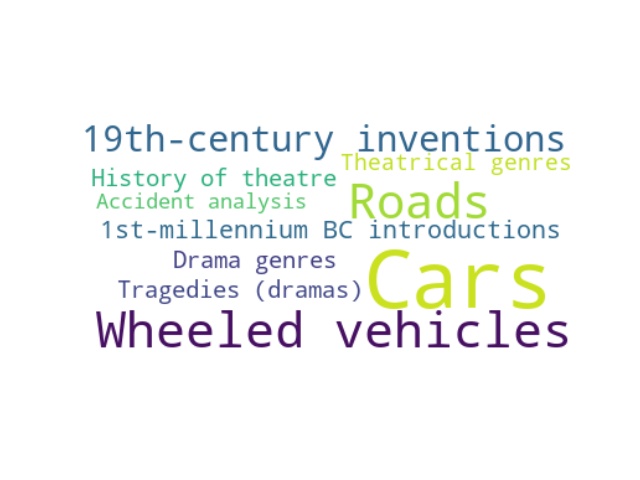 19th-century inventions
Theatrical genres
History of theatre
Roads
Accident analysis
1st-millennium BC introductions
Drama genres
Cars
Tragedies (dramas)
Wheeled vehicles